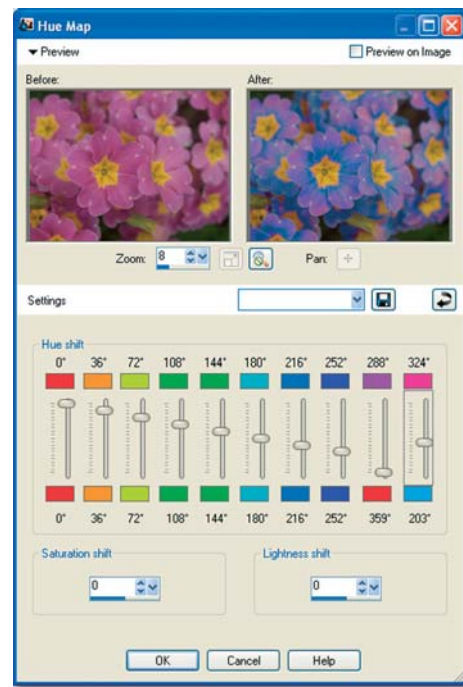 Hue Map
Preview
Preview on Image
Before:
After:
Zoom: 8
Pan:
Settings
Hue shift
0° 36° 72° 108° 144° 180° 216° 252° 288° 324°
0° 36° 72° 108° 144° 180° 216° 252° 359° 203°
Saturation shift
Lightness shift
0
0
OK Cancel Help